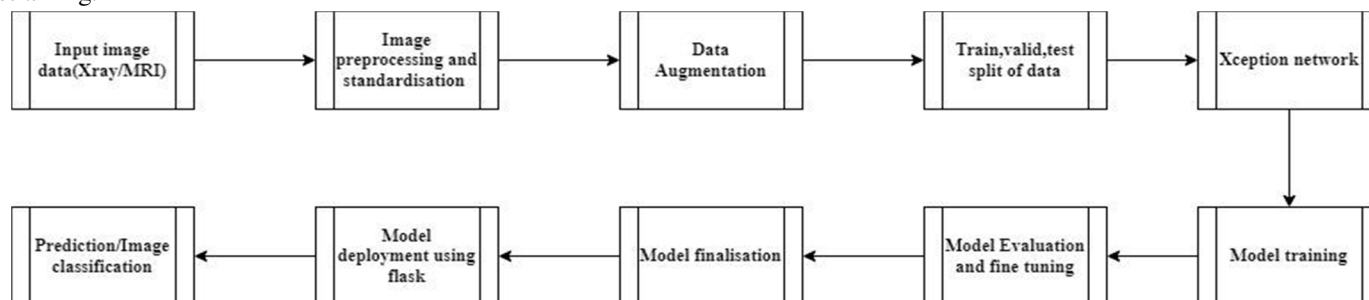 Input image
data(Xray/MRI)
Image
preprocessing and
standardisation
Data
Augmentation
Train,valid,test
split of data
Xception network
Model training
Model Evaluation
and fine tuning
Model finalisation
Model
deployment using
flask
Prediction/Image
classification